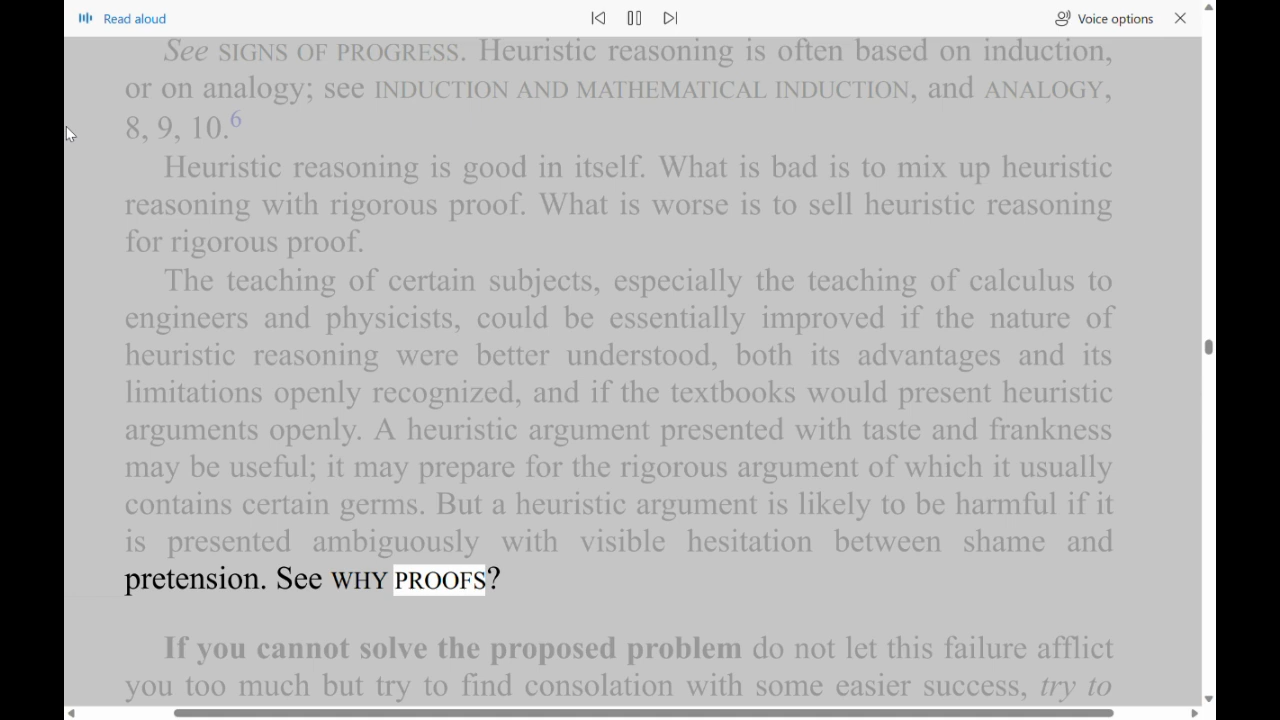 Read aloud
Voice options
See SIGNS OF PROGRESS. Heuristic reasoning is often based on induction,
or on analogy; see INDUCTION AND MATHEMATICAL INDUCTION, and ANALOGY,
8, 9, 10.6
Heuristic reasoning is good in itself. What is bad is to mix up heuristic
reasoning with rigorous proof. What is worse is to sell heuristic reasoning
for rigorous proof.
The teaching of certain subjects, especially the teaching of calculus to
engineers and physicists, could be essentially improved if the nature of
heuristic reasoning were better understood, both its advantages and its
limitations openly recognized, and if the textbooks would present heuristic
arguments openly. A heuristic argument presented with taste and frankness
may be useful; it may prepare for the rigorous argument of which it usually
contains certain germs. But a heuristic argument is likely to be harmful if it
is presented ambiguously with visible hesitation between shame and
pretension. See WHY PROOFS?
If you cannot solve the proposed problem do not let this failure afflict
you too much but try to find consolation with some easier success, try to